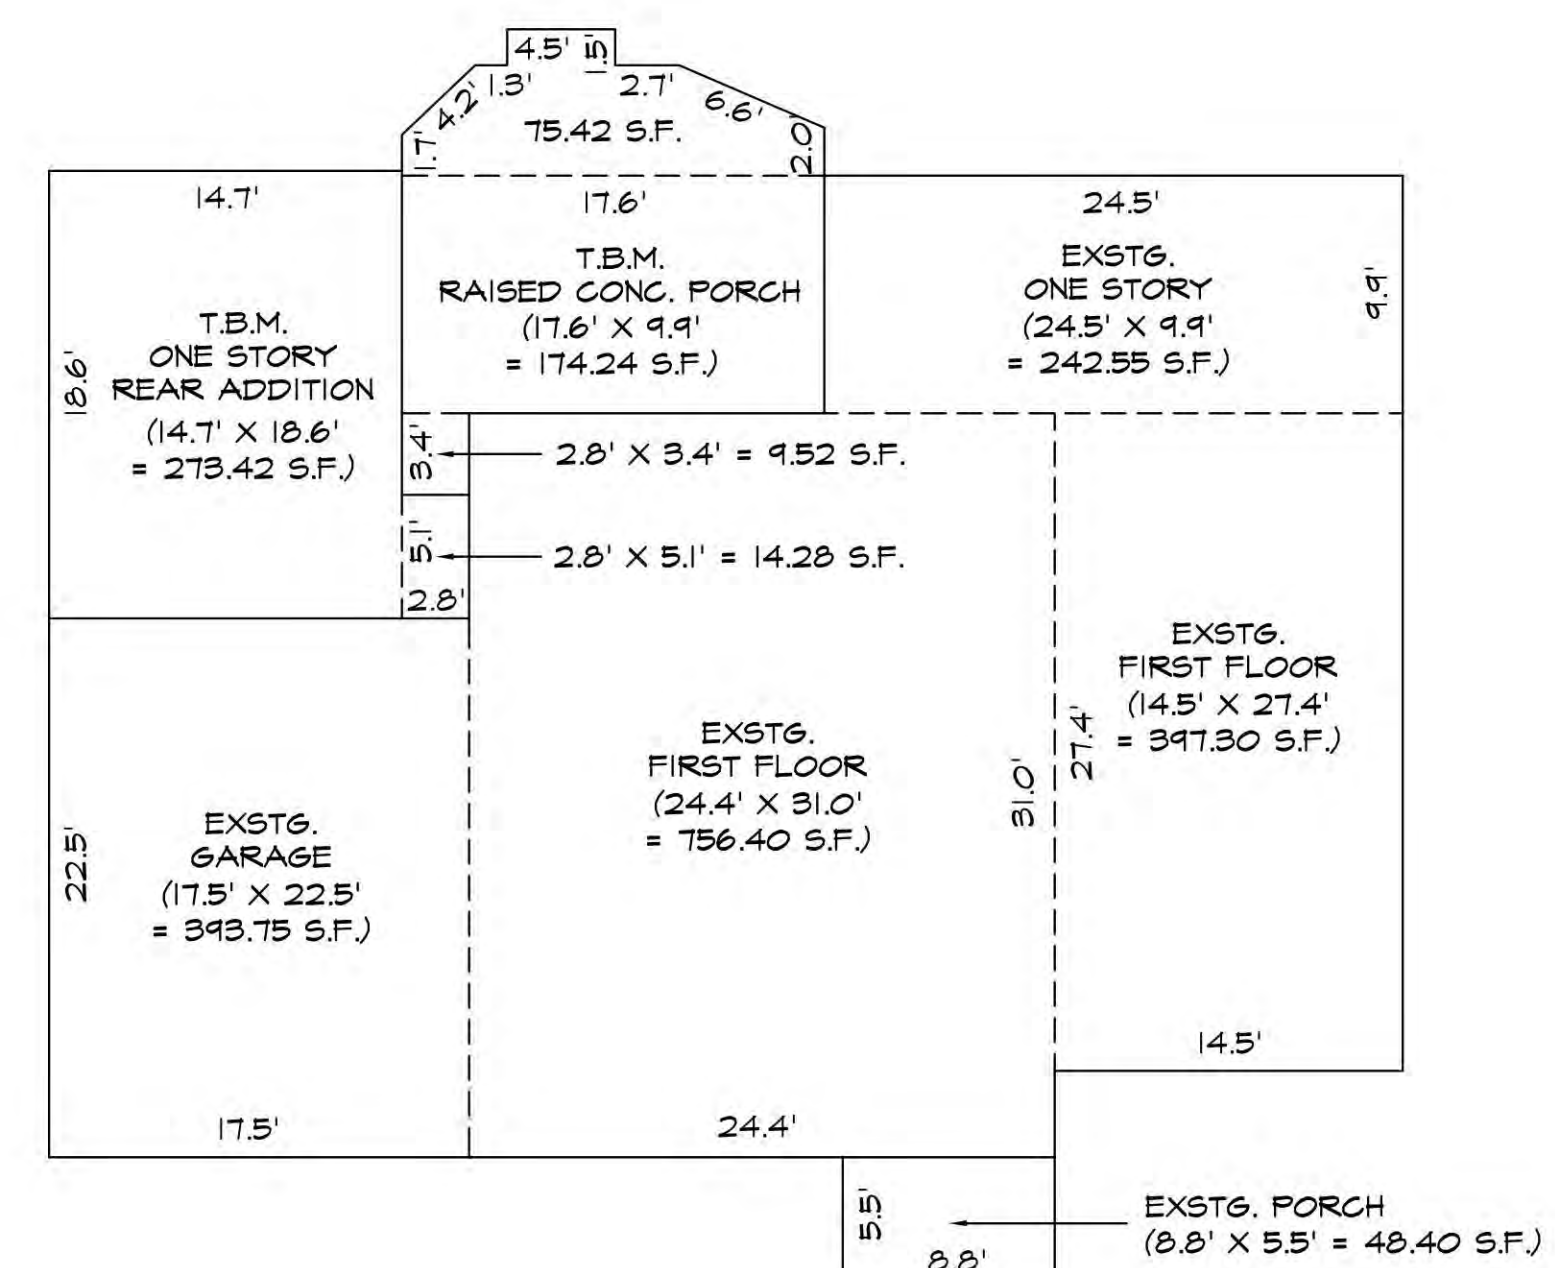 4.5'
1.5'
1.3'
2.7'
4.2'
6.6'
75.42 S.F.
1.7'
2.0'
14.7'
17.6'
24.5'
T.B.M.
RAISED CONC. PORCH
(17.6' X 9.9'
= 174.24 S.F.)
EXSTG.
ONE STORY
(24.5' X 9.9'
= 242.55 S.F.)
9.9'
18.6'
T.B.M.
ONE STORY
REAR ADDITION
(14.7' X 18.6'
= 273.42 S.F.)
3.4'
2.8' X 3.4' = 9.52 S.F.
5.1'
2.8' X 5.1' = 14.28 S.F.
2.8'
EXSTG.
FIRST FLOOR
(14.5' X 27.4'
= 397.30 S.F.)
27.4'
31.0'
EXSTG.
FIRST FLOOR
(24.4' X 31.0'
= 756.40 S.F.)
22.5'
EXSTG.
GARAGE
(17.5' X 22.5'
= 393.75 S.F.)
14.5'
17.5'
24.4'
5.5'
8.8'
EXSTG. PORCH
(8.8' X 5.5' = 48.40 S.F.)